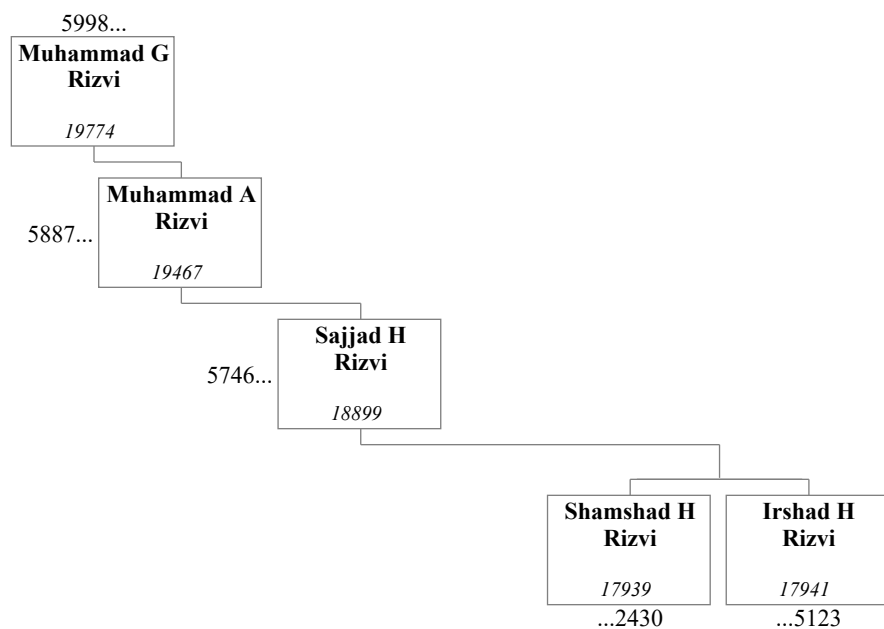 5998...
Muhammad G
Rizvi
19774
Muhammad A
Rizvi
5887...
19467
Sajjad H
Rizvi
5746...
18899
Shamshad H
Rizvi
17939
...2430
Irshad H
Rizvi
17941
...5123